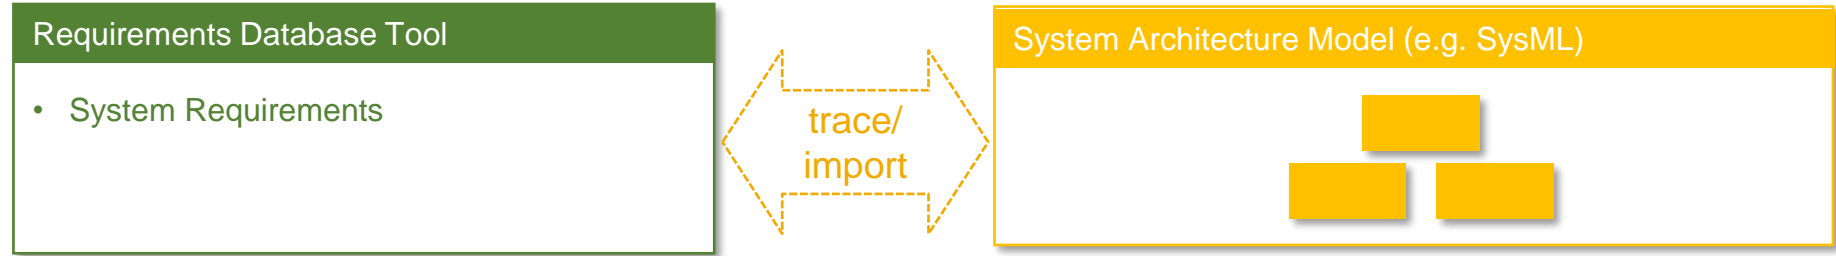 Requirements Database Tool
• System Requirements
trace/
import
System Architecture Model (e.g. SysML)